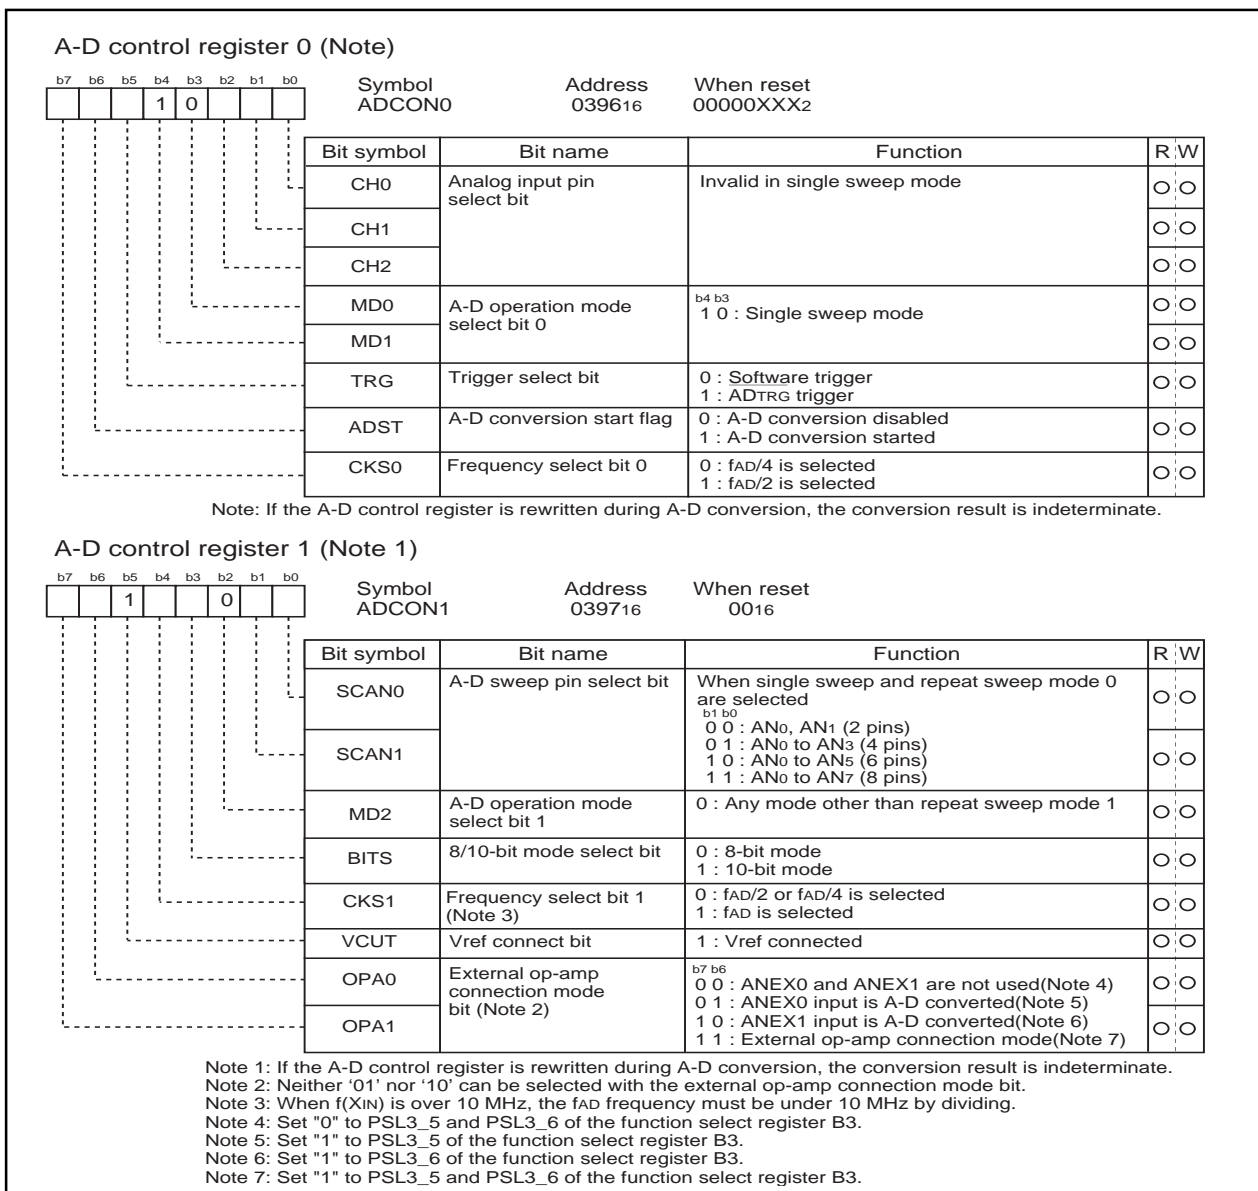 A-D control register 0 (Note)
b7 b6 b5 b4 b3 b2 b1 b0
1 0
Symbol Address When reset
ADCON0 039616 00000XXX2
Bit symbol Bit name Function R W
CH0 Analog input pin select bit Invalid in single sweep mode
CH1
CH2
MD0 A-D operation mode select bit 0 b4 b3
1 0 : Single sweep mode
MD1
TRG Trigger select bit 0 : Software trigger
1 : ADTRG trigger
ADST A-D conversion start flag 0 : A-D conversion disabled
1 : A-D conversion started
CKS0 Frequency select bit 0 0 : fAD/4 is selected
1 : fAD/2 is selected
Note: If the A-D control register is rewritten during A-D conversion, the conversion result is indeterminate.
A-D control register 1 (Note 1)
b7 b6 b5 b4 b3 b2 b1 b0
1 0
Symbol Address When reset
ADCON1 039716 0016
Bit symbol Bit name Function R W
SCAN0 A-D sweep pin select bit When single sweep and repeat sweep mode 0
are selected
b1 b0
0 0 : AN0, AN1 (2 pins)
SCAN1 0 1 : AN0 to AN3 (4 pins)
1 0 : AN0 to AN5 (6 pins)
1 1 : AN0 to AN7 (8 pins)
MD2 A-D operation mode select bit 1 0 : Any mode other than repeat sweep mode 1
BITS 8/10-bit mode select bit 0 : 8-bit mode
1 : 10-bit mode
CKS1 Frequency select bit 1 (Note 3) 0 : fAD/2 or fAD/4 is selected
1 : fAD is selected
VCUT Vref connect bit 1 : Vref connected
OPA0 External op-amp connection mode bit (Note 2) b7 b6
0 0 : ANEX0 and ANEX1 are not used(Note 4)
0 1 : ANEX0 input is A-D converted(Note 5)
OPA1 1 0 : ANEX1 input is A-D converted(Note 6)
1 1 : External op-amp connection mode(Note 7)
Note 1: If the A-D control register is rewritten during A-D conversion, the conversion result is indeterminate.
Note 2: Neither ‘01’ nor ‘10’ can be selected with the external op-amp connection mode bit.
Note 3: When f(XIN) is over 10 MHz, the fAD frequency must be under 10 MHz by dividing.
Note 4: Set "0" to PSL3_5 and PSL3_6 of the function select register B3.
Note 5: Set "1" to PSL3_5 of the function select register B3.
Note 6: Set "1" to PSL3_6 of the function select register B3.
Note 7: Set "1" to PSL3_5 and PSL3_6 of the function select register B3.